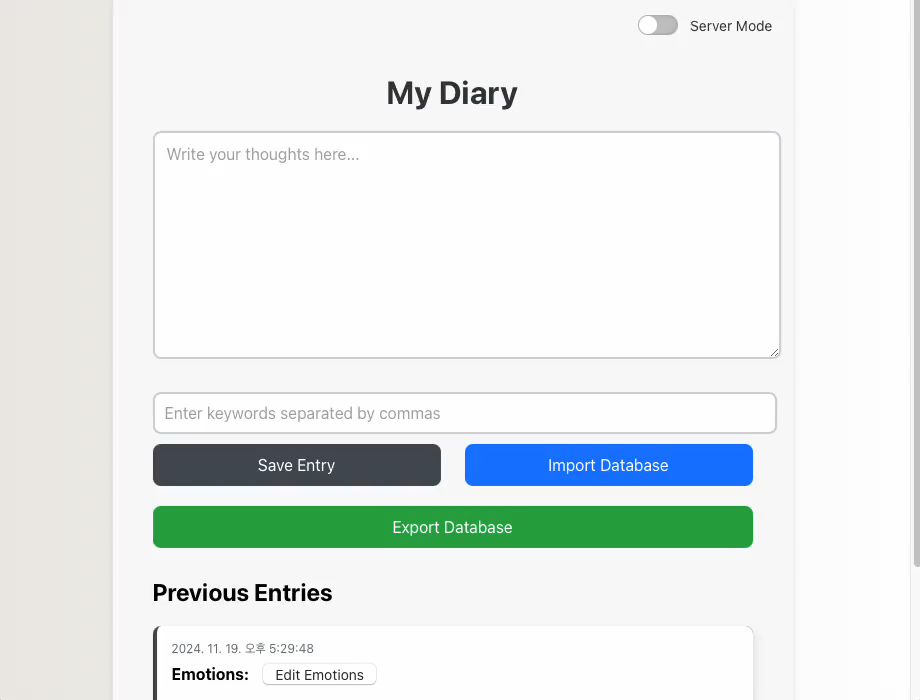 Server Mode
My Diary
Write your thoughts here...
Enter keywords separated by commas
Save Entry
Import Database
Export Database
Previous Entries
2024. 11. 19. 오후 5:29:48
Emotions: Edit Emotions